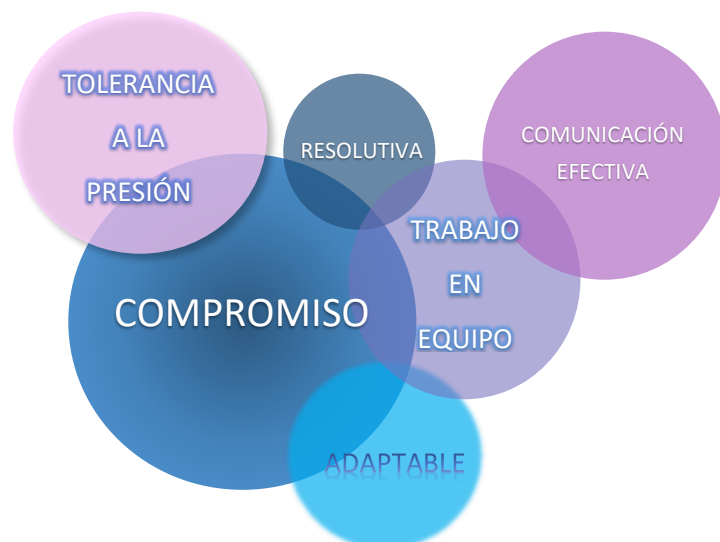 TOLERANCIA
A LA
PRESIÓN
RESOLUTIVA
COMUNICACIÓN
EFECTIVA
TRABAJO
EN
EQUIPO
COMPROMISO
ADAPTABLE